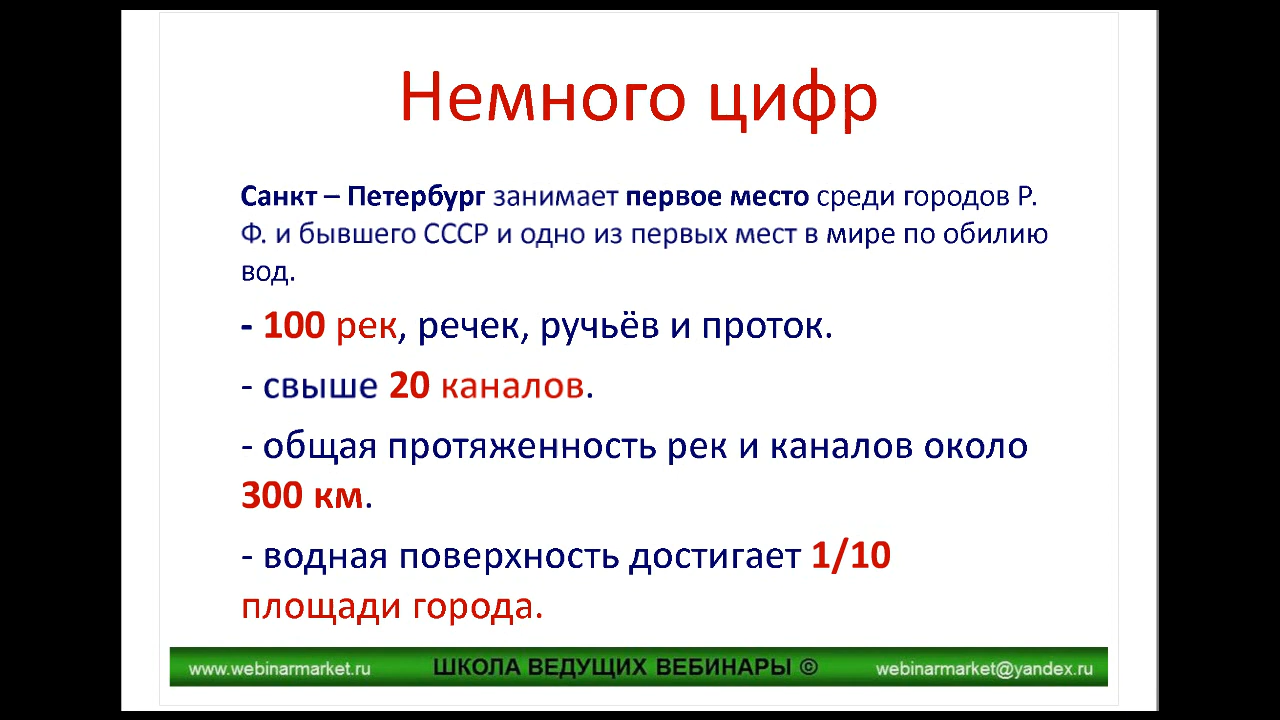 Немного цифр
Санкт – Петербург занимает первое место среди городов Р.
Ф. и бывшего СССР и одно из первых мест в мире по обилию
вод.
- 100 рек, речек, ручьёв и проток.
- свыше 20 каналов.
- общая протяженность рек и каналов около
300 км.
- водная поверхность достигает 1/10
площади города.
www.webinarmarket.ru ШКОЛА ВЕДУЩИХ ВЕБИНАРЫ © webinarmarket@yandex.ru